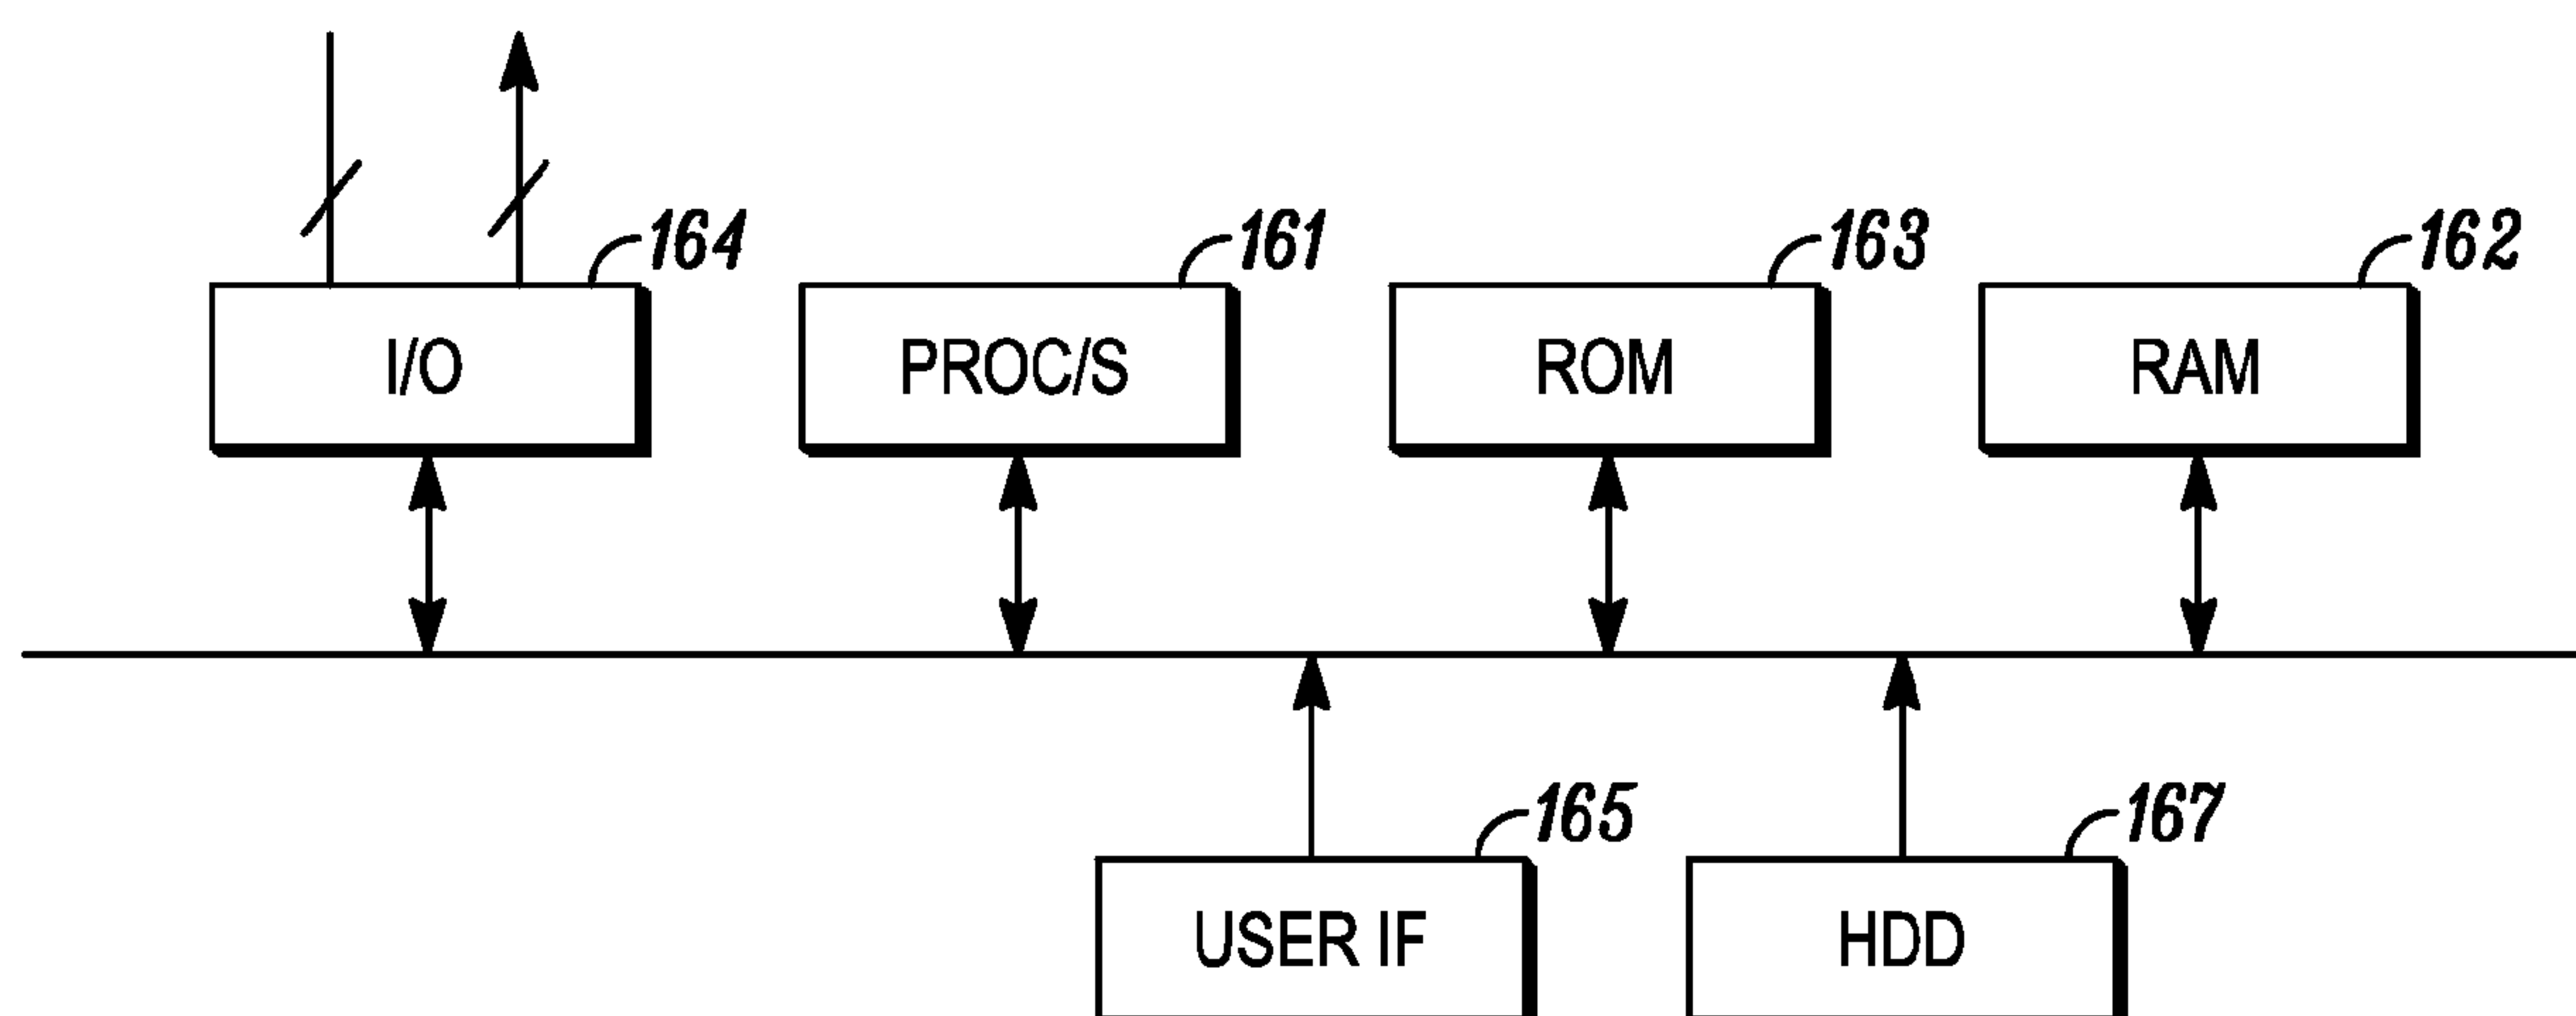 164
161
163
162
I/O
PROC/S
ROM
RAM
165
167
USER IF
HDD